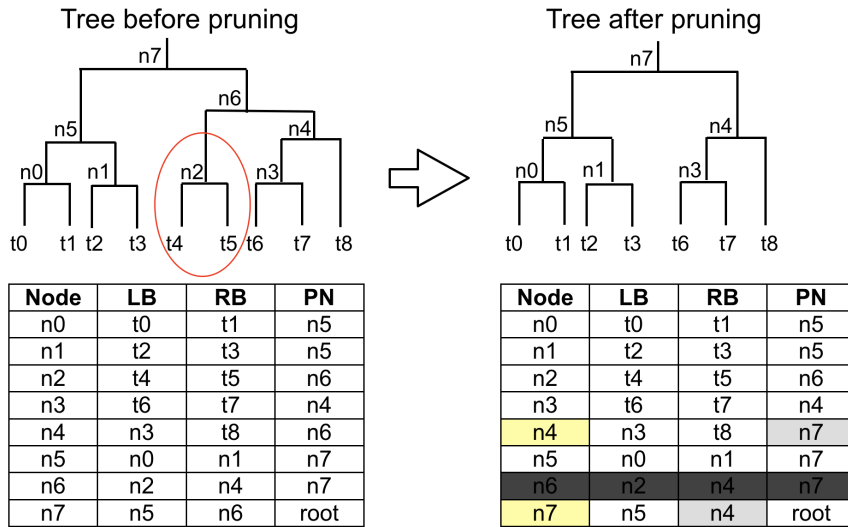 Tree before pruning
n7
n6
n5
n4
n0
n1
n2
n3
t0
t1
t2
t3
t4
t5
t6
t7
t8
Tree after pruning
n7
n5
n4
n0
n1
n3
t0
t1
t2
t3
t6
t7
t8
Node LB RB PN
n0 t0 t1 n5
n1 t2 t3 n5
n2 t4 t5 n6
n3 t6 t7 n4
n4 n3 t8 n6
n5 n0 n1 n7
n6 n2 n4 n7
n7 n5 n6 root
Node LB RB PN
n0 t0 t1 n5
n1 t2 t3 n5
n2 t4 t5 n6
n3 t6 t7 n4
n4 n3 t8 n7
n5 n0 n1 n7
n6 n2 n4 n7
n7 n5 n4 root